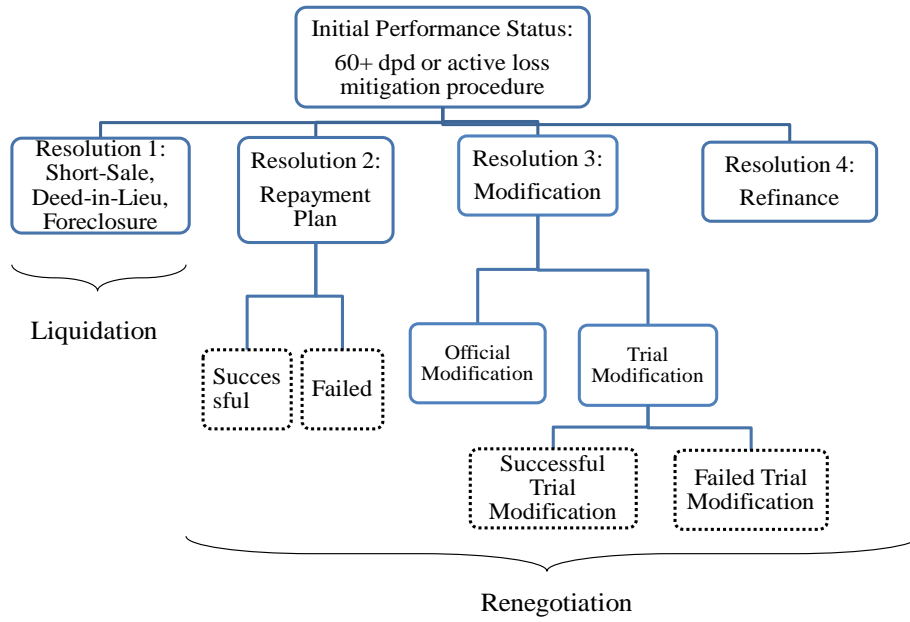 Initial Performance Status:
60+ dpd or active loss
mitigation procedure
Resolution 1:
Short-Sale,
Deed-in-Lieu,
Foreclosure
Resolution 2:
Repayment
Plan
Resolution 3:
Modification
Resolution 4:
Refinance
Liquidation
Succes
sful
Failed
Official
Modification
Trial
Modification
Successful
Trial
Modification
Failed Trial
Modification
Renegotiation